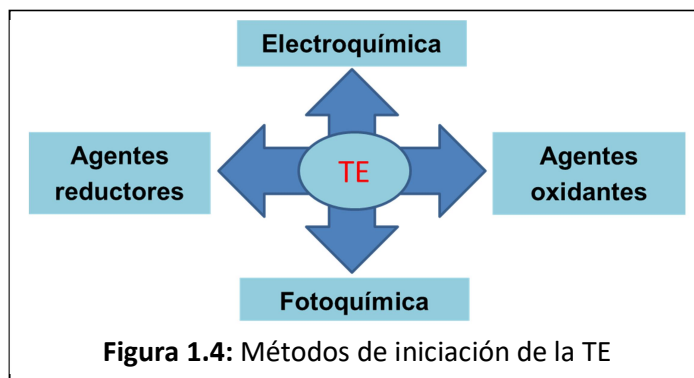 Electroquímica
Agentes
reductores
TE
Agentes
oxidantes
Fotoquímica
Figura 1.4: Métodos de iniciación de la TE